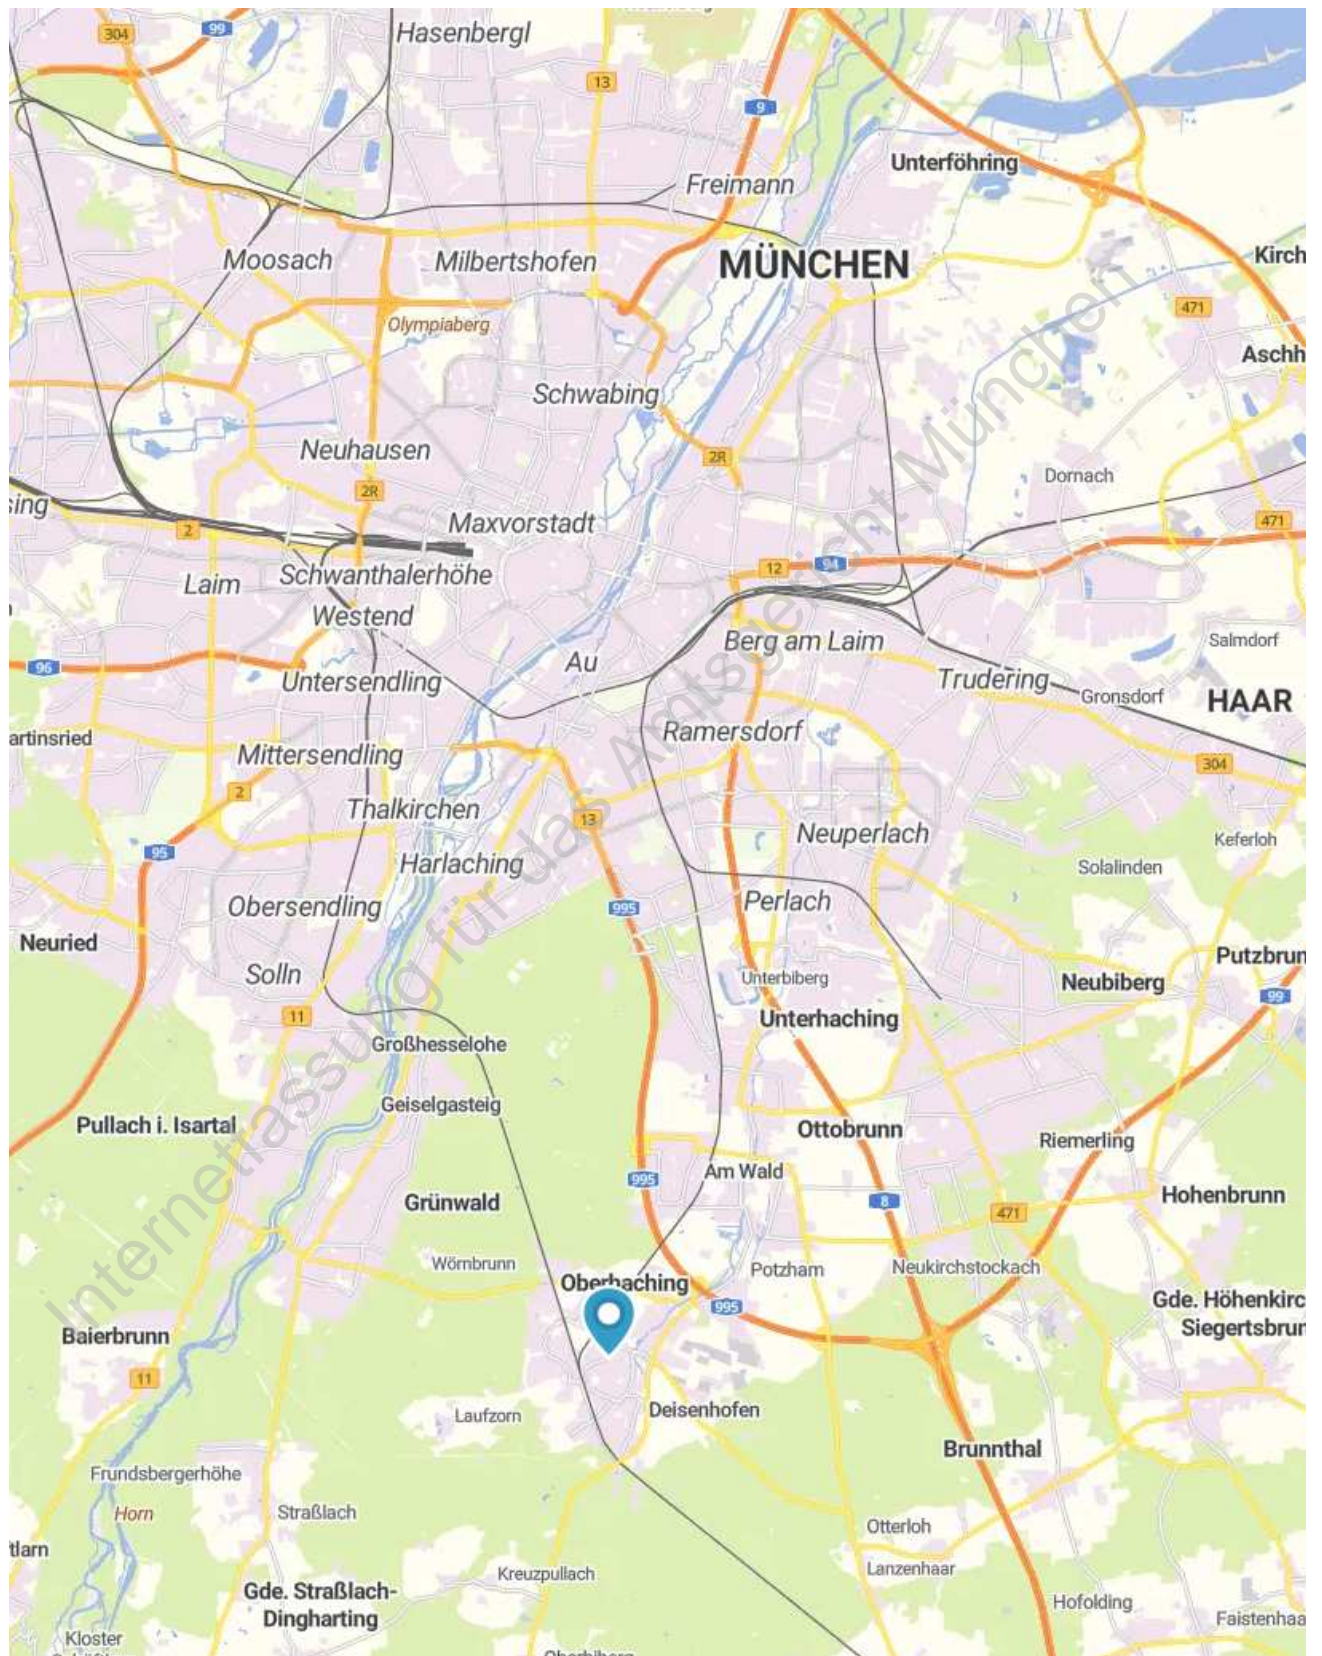 304
99
Hasenbergl
13
9
Unterföhring
Freimann
Moosach
Milbertshofen
MÜNCHEN
Kirch
471
Olympiaberg
Aschh
Schwabing
Neuhausen
2R
Dornach
2R
sing
Maxvorstadt
471
2
12
94
Laim
Schwanthalerhöhe
Westend
Berg am Laim
Salmdorf
96
Au
Untersendling
Trudering
Gronsdorf
HAAR
artinsried
Ramersdorf
Mittersendling
304
2
Thalkirchen
13
Neuperlach
Keferloh
95
Harlaching
Solalinden
Obersendling
995
Perlach
Neuried
Putzbrun
Solln
Unterbiberg
Neubiberg
99
11
Unterhaching
Großhesselohe
Geiselgasteig
Pullach i. Isartal
Ottobrunn
Riemerling
Am Wald
995
Grünwald
8
Hohenbrunn
471
Wörnbrunn
Potzham
Neukirchstockach
Oberhaching
995
Gde. Höhenkirc
Siegertsbrun
Baierbrunn
11
Laufzorn
Deisenhofen
Brunnthal
Frundsbergerhöhe
Horn
Straßlach
Otterloh
tlarn
Kreuzpullach
Lanzenhaar
Gde. Straßlach-
Dingharting
Hofolding
Faistenhaa
Kloster
Internetfassung für das Amtsgericht München